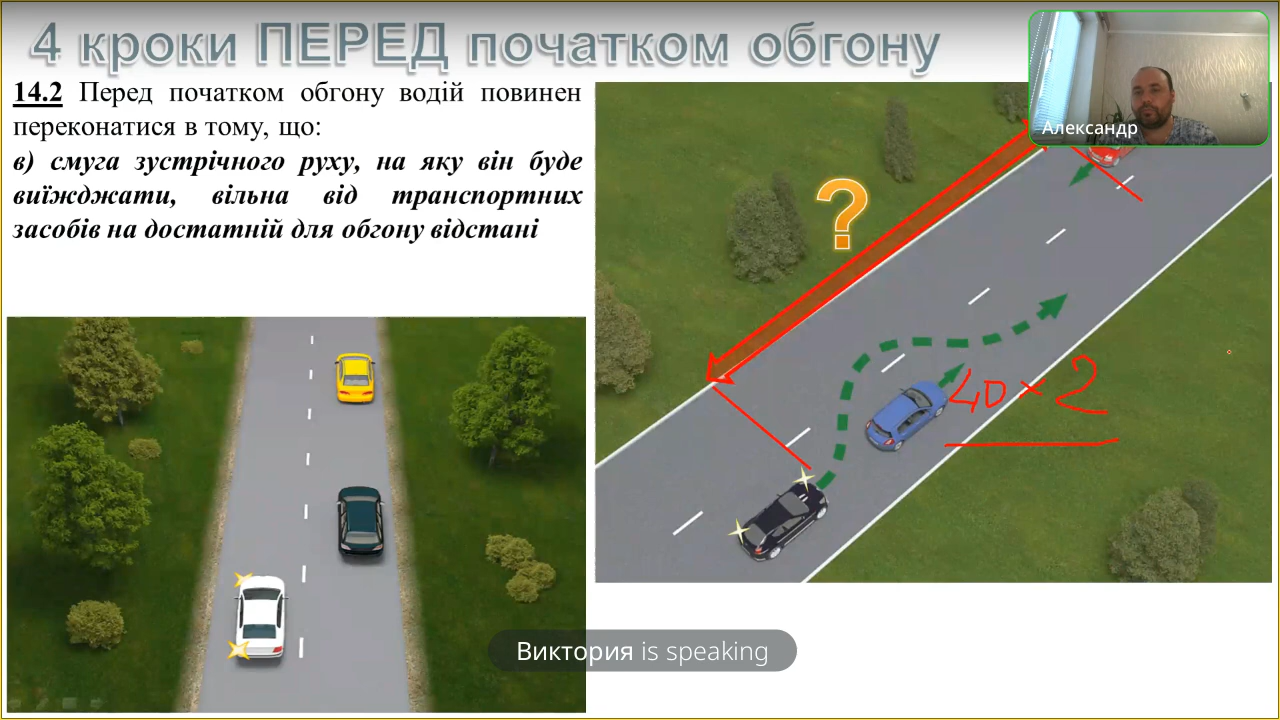 4 кроки ПЕРЕД початком обгону
14.2 Перед початком обгону водій повинен
переконатися в тому, що:
в) смуга зустрічного руху, на яку він буде
виїжджати, вільна від транспортних
засобів на достатній для обгону відстані
Александр
?
40 × 2
Виктория is speaking